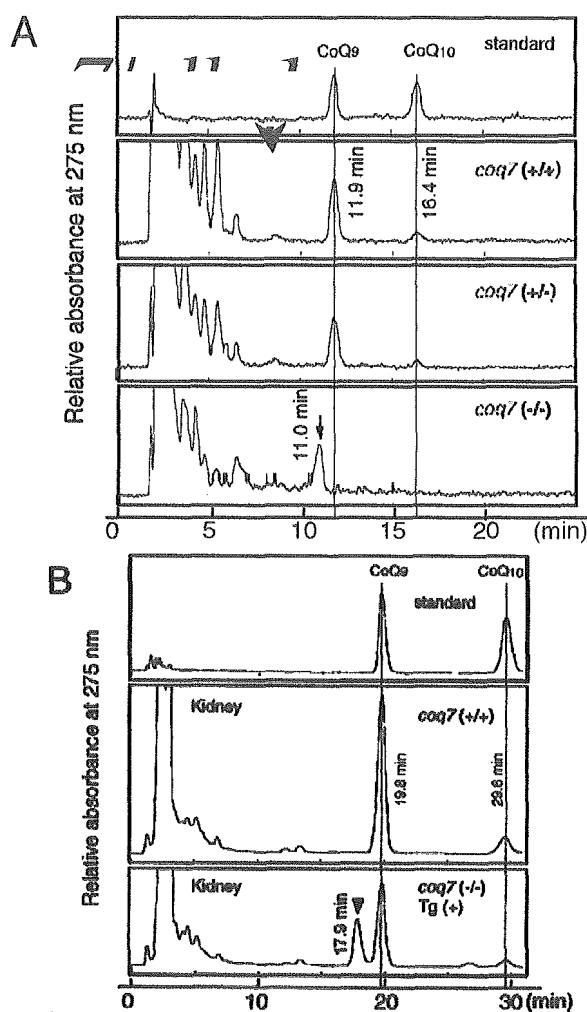 A
CoQ9
CoQ10
standard
Relative absorbance at 275 nm
11.9 min
16.4 min
coq7 (+/+)
coq7 (+/-)
11.0 min
coq7 (-/-)
0
5
10
15
20
(min)
B
CoQ9
CoQ10
standard
Relative absorbance at 275 nm
Kidney
coq7 (+/+)
19.8 min
29.6 min
Kidney
coq7 (-/-)
Tg (+)
17.9 min
0
10
20
30
(min)